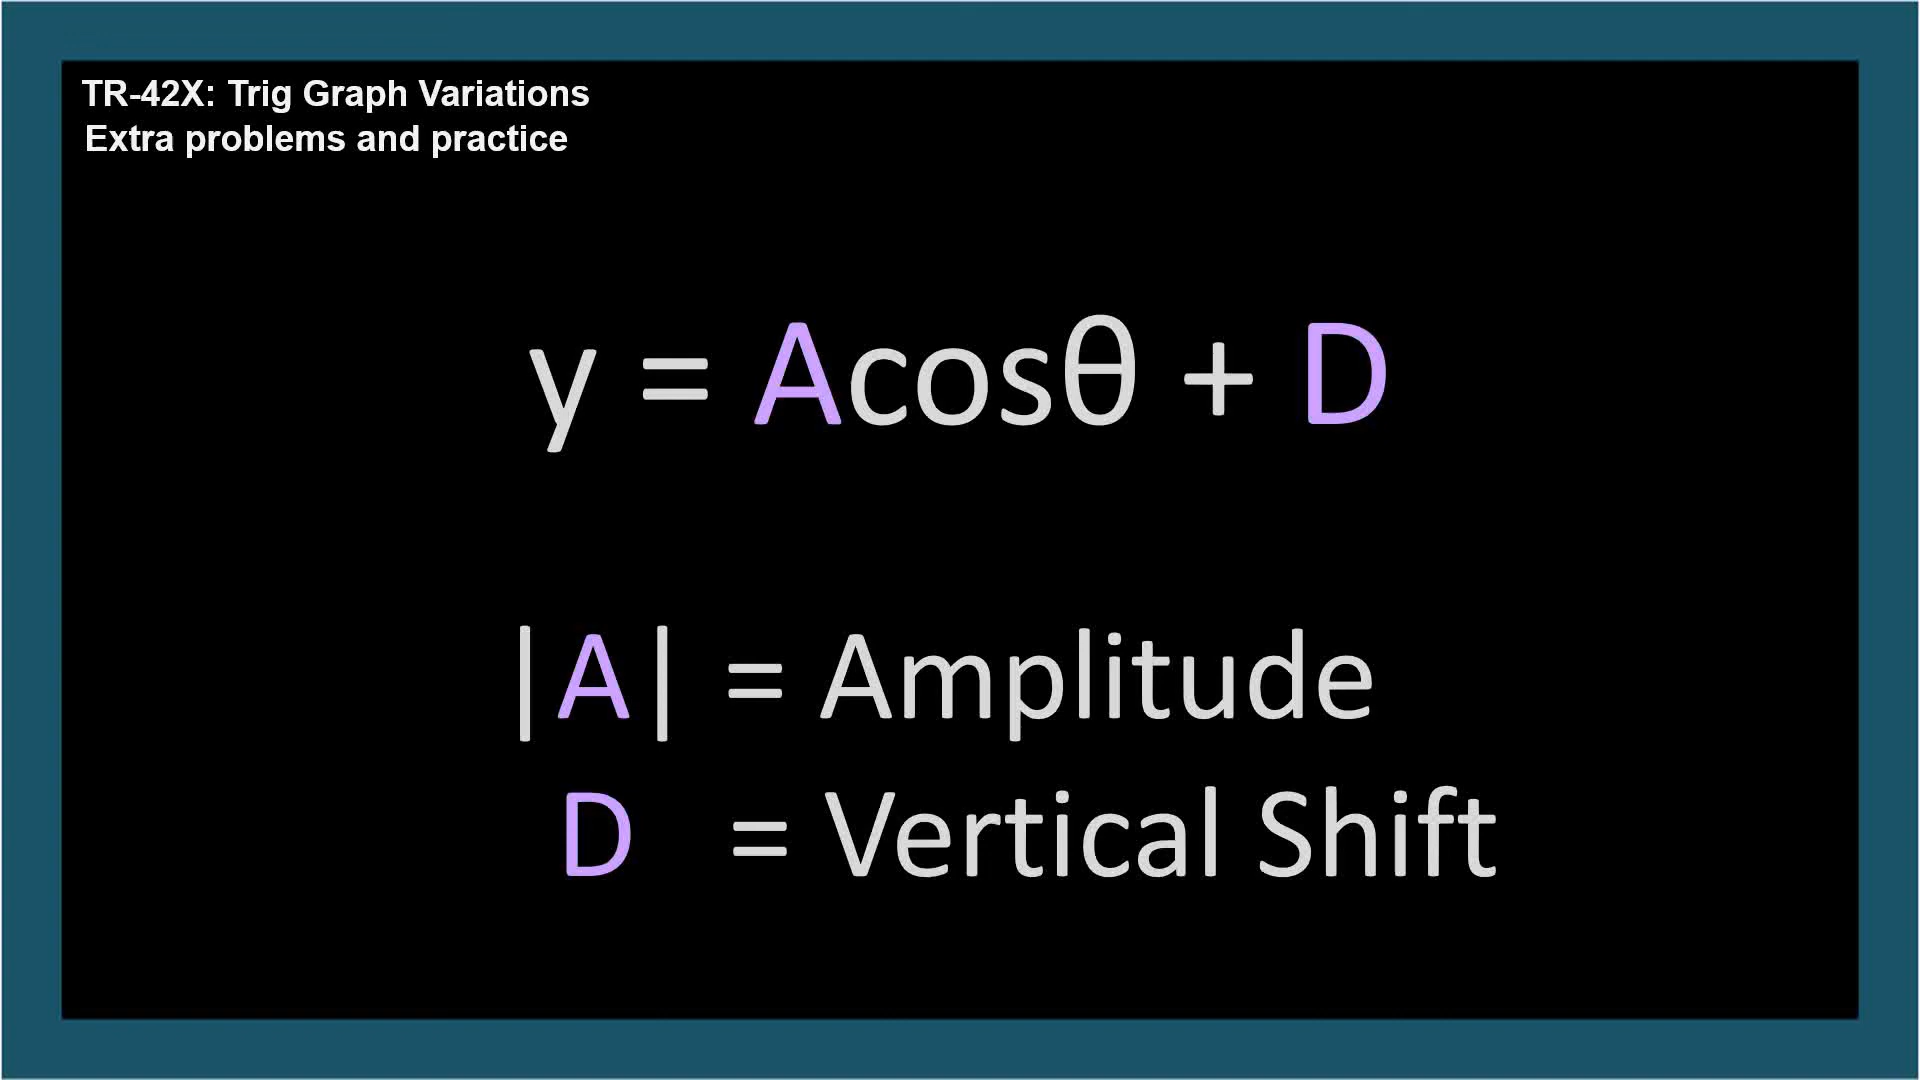 TR-42X: Trig Graph Variations
Extra problems and practice
y = Acosθ + D
|A| = Amplitude
D = Vertical Shift